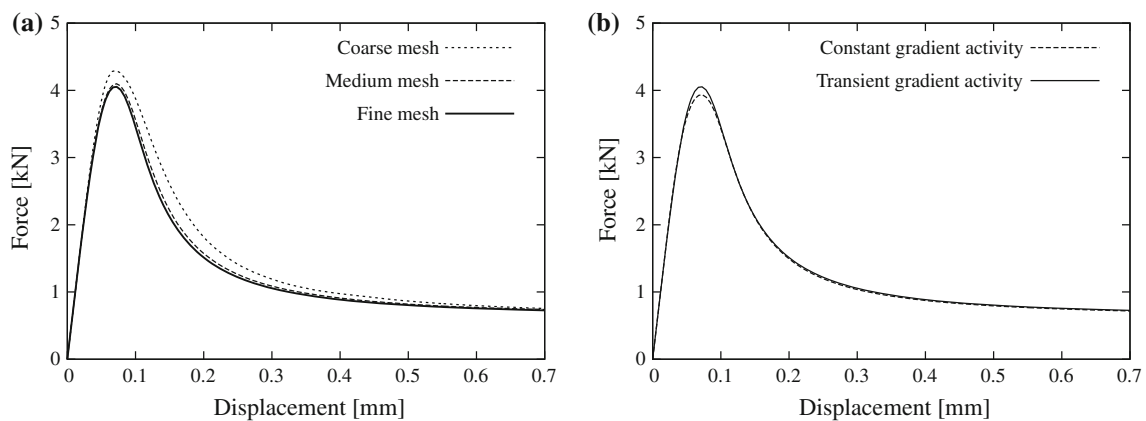 (a)
5
4
3
2
1
0
Force [kN]
Coarse mesh
Medium mesh
Fine mesh
0 0.1 0.2 0.3 0.4 0.5 0.6 0.7
Displacement [mm]
(b)
5
4
3
2
1
0
Force [kN]
Constant gradient activity
Transient gradient activity
0 0.1 0.2 0.3 0.4 0.5 0.6 0.7
Displacement [mm]